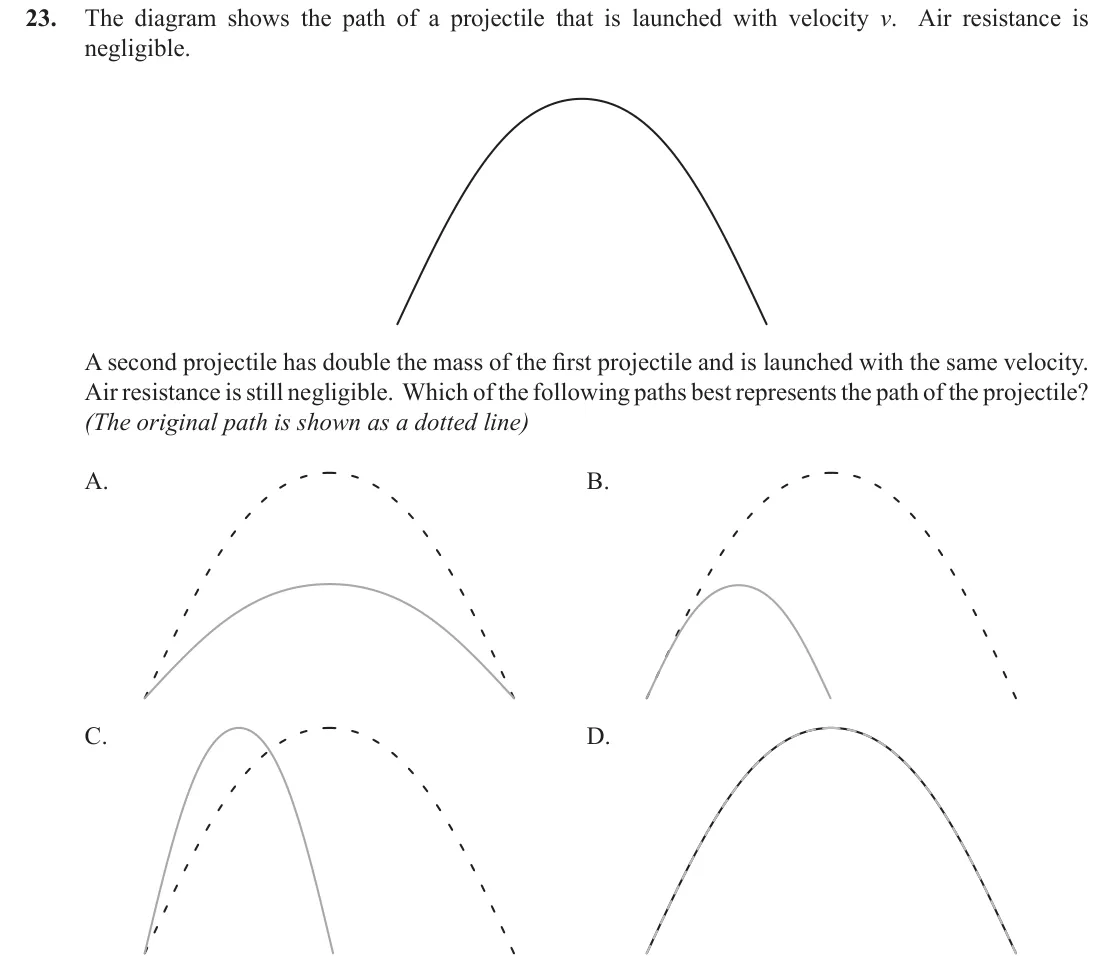 23. The diagram shows the path of a projectile that is launched with velocity v. Air resistance is
negligible.
A second projectile has double the mass of the first projectile and is launched with the same velocity.
Air resistance is still negligible. Which of the following paths best represents the path of the projectile?
(The original path is shown as a dotted line)
A. B.
C. D.